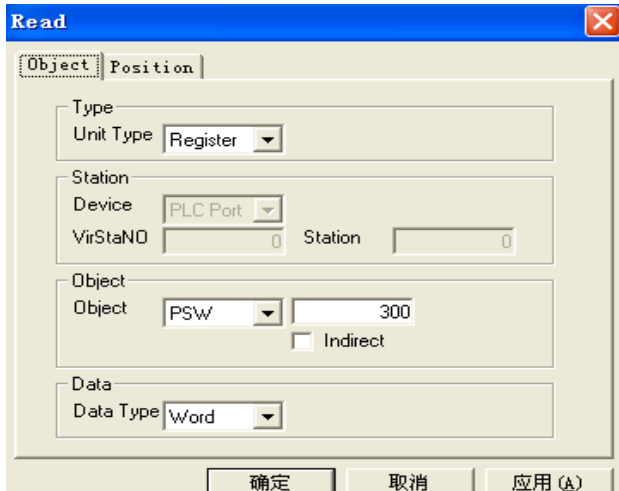 Read
Object Position
Type
Unit Type Register
Station
Device PLC Port
VirStaNO 0 Station 0
Object
Object PSW 300
Indirect
Data
Data Type Word
确定 取消 应用(A)